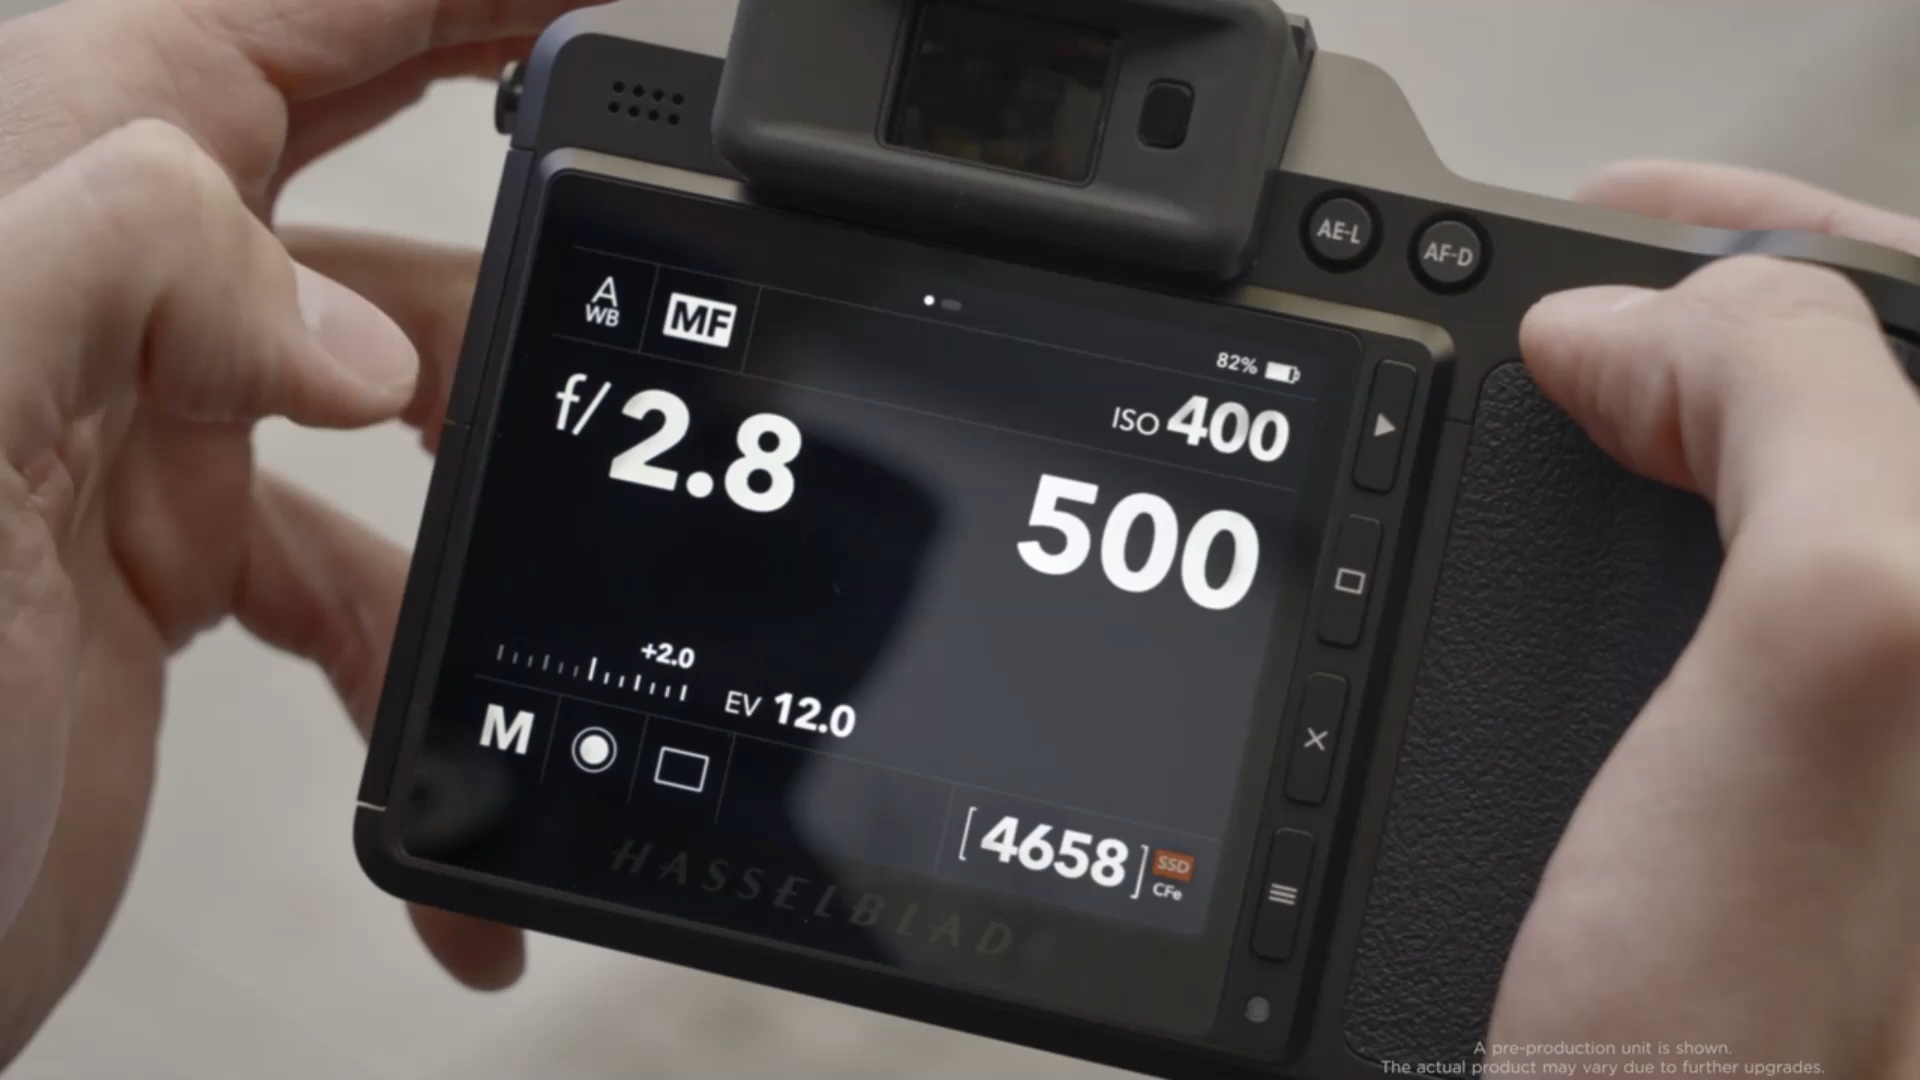 AE-L
AF-D
A
WB
MF
82%
f/2.8
ISO 400
500
+2.0
EV 12.0
M
[4658]
SSD
CFe
HASSELBLAD
A pre-production unit is shown.
The actual product may vary due to further upgrades.